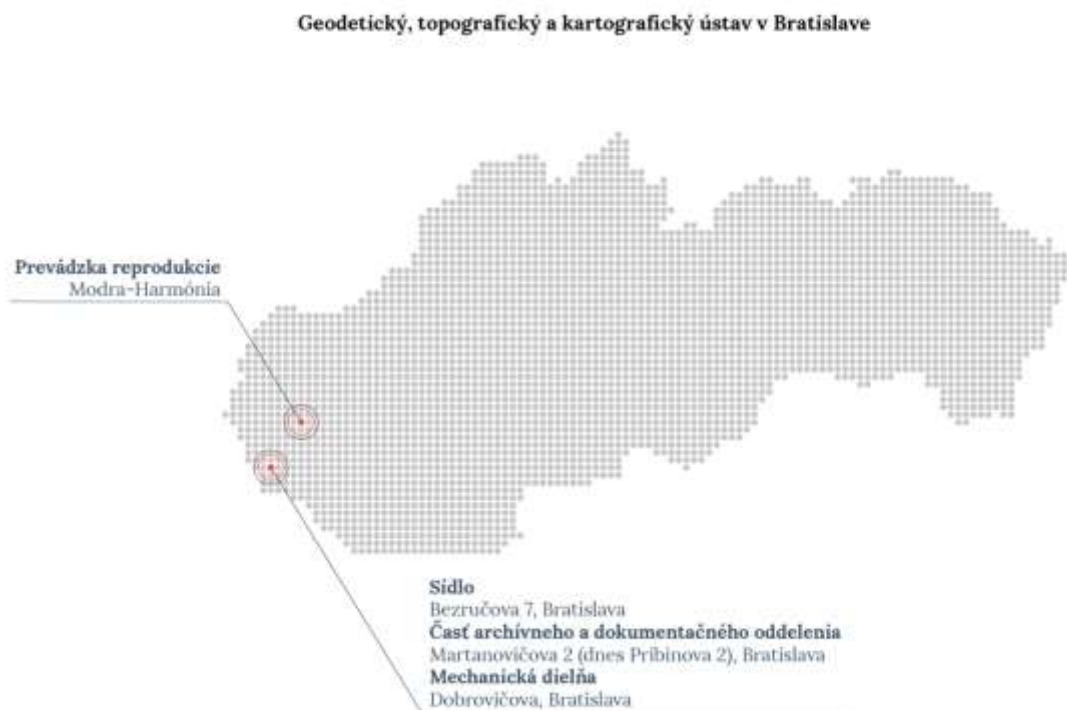 Geodetický, topografický a kartografický ústav v Bratislave
Prevádzka reprodukcie
Modra-Harmónia
Sídlo
Bezručova 7, Bratislava
Časť archívneho a dokumentačného oddelenia
Martanovičova 2 (dnes Pribinova 2), Bratislava
Mechanická dielňa
Dobrovičova, Bratislava